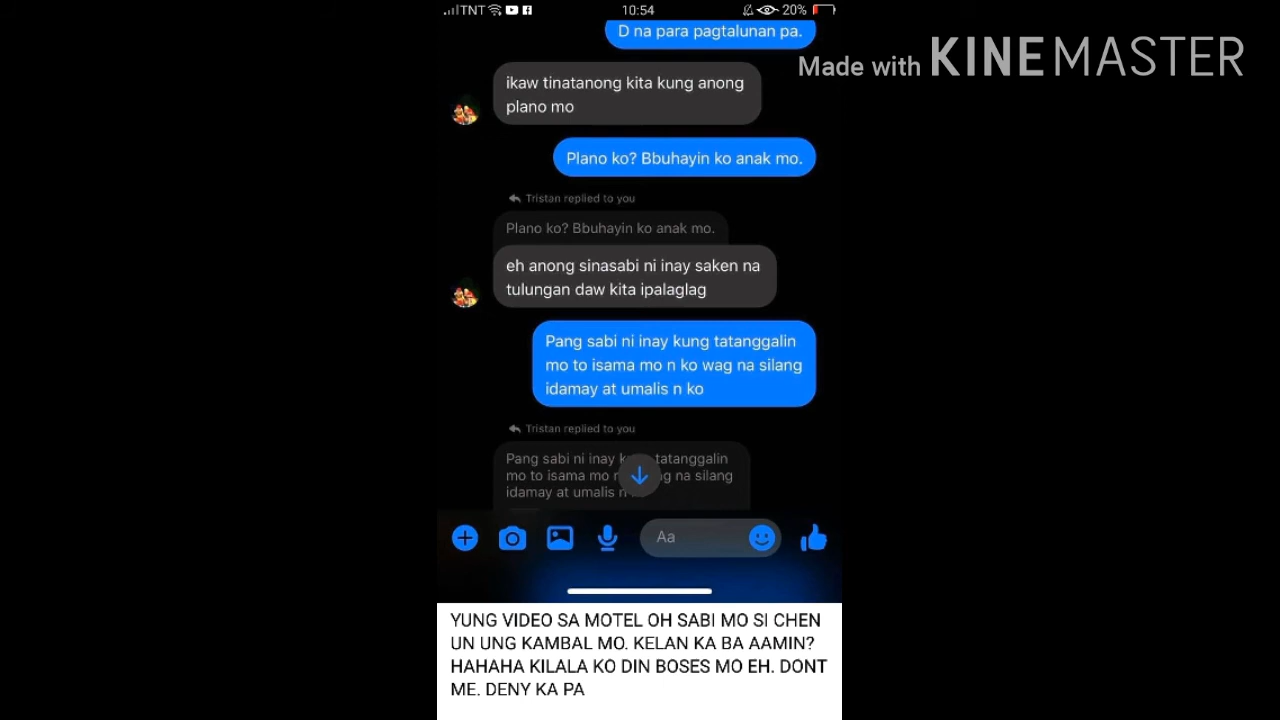 TNT 10:54 20%
D na para pagtalunan pa.
Made with KINEMASTER
ikaw tinatanong kita kung anong
plano mo
Plano ko? Bbuhayin ko anak mo.
Tristan replied to you
Plano ko? Bbuhayin ko anak mo.
eh anong sinasabi ni inay saken na
tulungan daw kita ipalaglag
Pang sabi ni inay kung tatanggalin
mo to isama mo n ko wag na silang
idamay at umalis n ko
Tristan replied to you
Pang sabi ni inay tatanggalin
mo to isama mo na silang
idamay at umalis
Aa
YUNG VIDEO SA MOTEL OH SABI MO SI CHEN
UN UNG KAMBAL MO. KELAN KA BA AAMIN?
HAHAHA KILALA KO DIN BOSES MO EH. DONT
ME. DENY KA PA